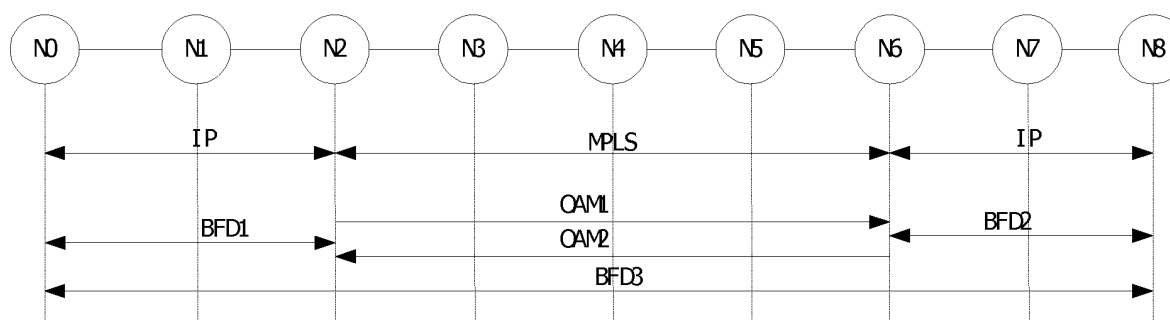 N0 N1 N2 N3 N4 N5 N6 N7 N8
IP MPLS IP
OAM1
BFD1 BFD2
OAM2
BFD3